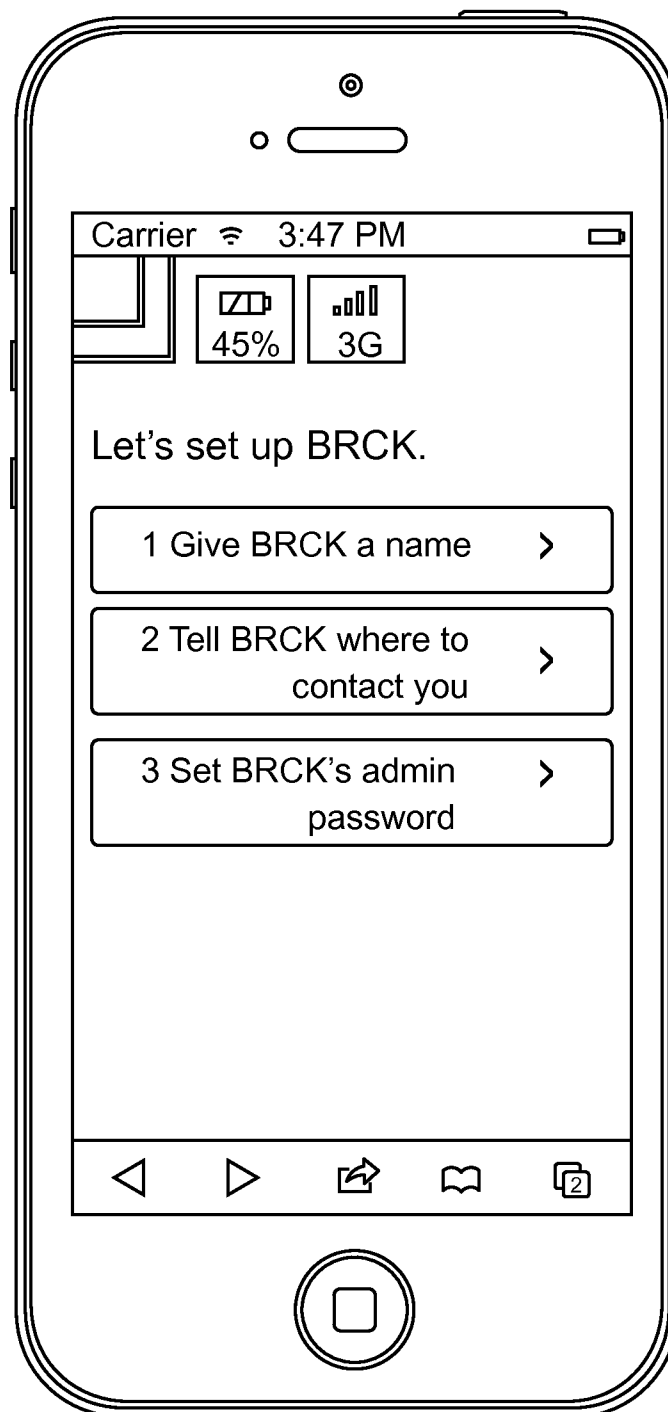 Carrier 3:47 PM
45% 3G
Let’s set up BRCK.
1 Give BRCK a name >
2 Tell BRCK where to >
contact you
3 Set BRCK’s admin >
password
2